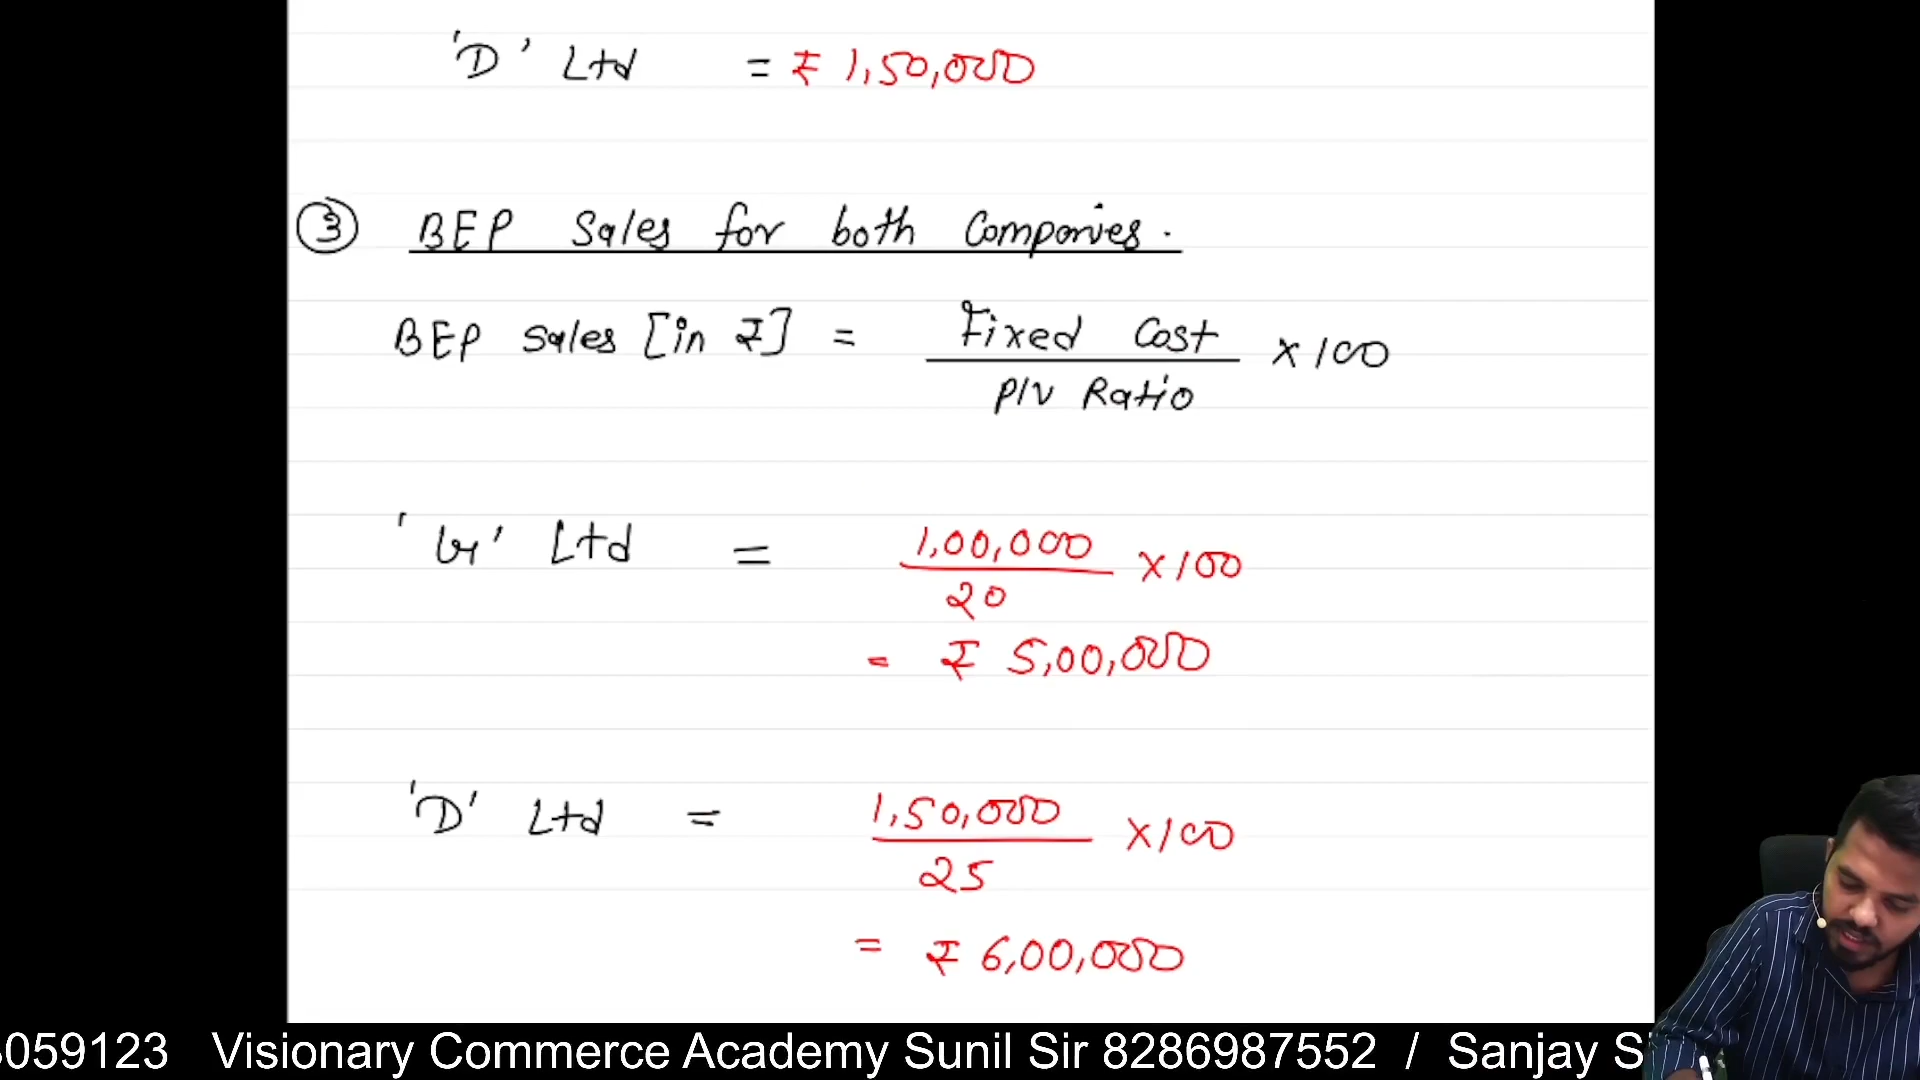 'D' Ltd = ₹ 1,50,000
③ BEP Sales for both Companies.
BEP Sales [in ₹] = Fixed Cost
P/V Ratio × 100
'G' Ltd = 1,00,000
20 × 100
= ₹ 5,00,000
'D' Ltd = 1,50,000
25 × 100
= ₹ 6,00,000
059123 Visionary Commerce Academy Sunil Sir 8286987552 / Sanjay S